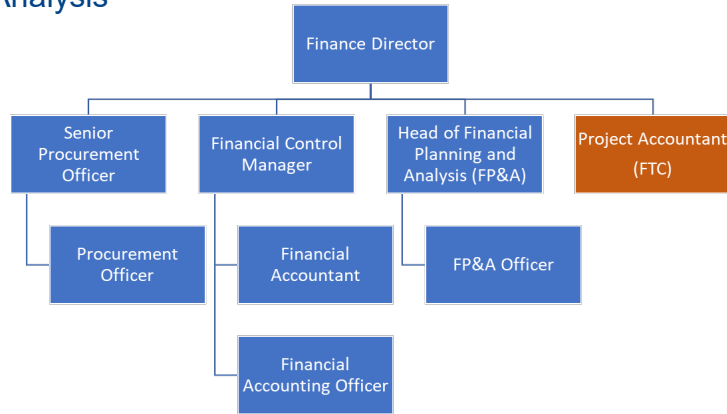 Analysis
Finance Director
Senior
Procurement
Officer
Financial Control
Manager
Head of Financial
Planning and
Analysis (FP&A)
Project Accountant
(FTC)
Procurement
Officer
Financial
Accountant
FP&A Officer
Financial
Accounting Officer